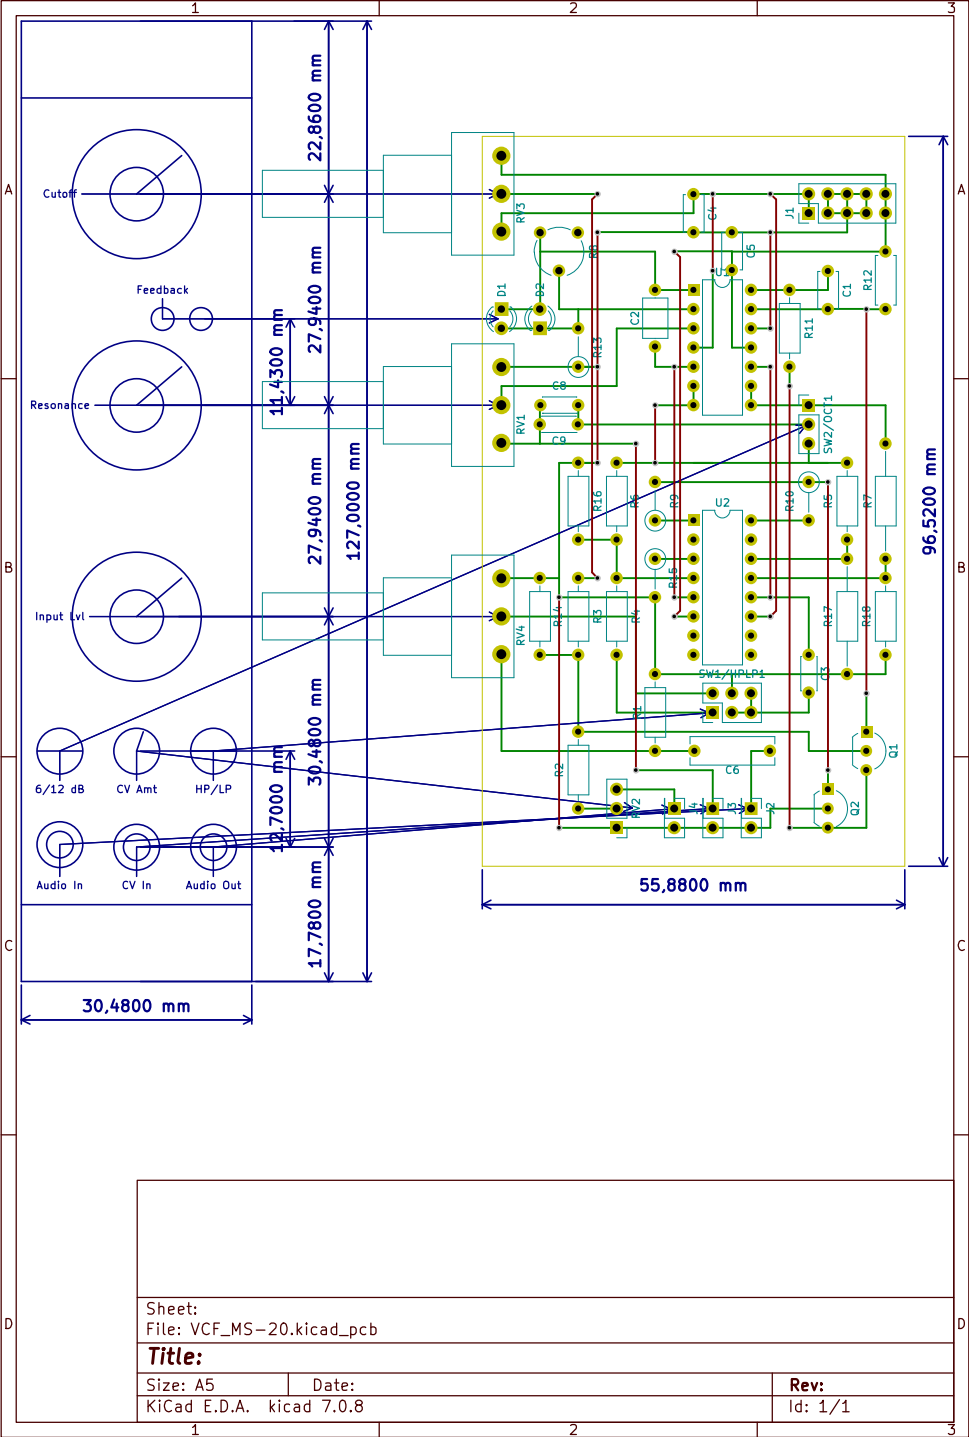 1
2
3
A
A
B
B
C
C
D
D
22,8600 mm
27,9400 mm
11,4300 mm
27,9400 mm
127,0000 mm
30,4800 mm
12,7000 mm
17,7800 mm
30,4800 mm
96,5200 mm
55,8800 mm
Cutoff
Feedback
Resonance
Input Lvl
6/12 dB
CV Amt
HP/LP
Audio In
CV In
Audio Out
RV3
C4
J1
R8
C5
U1
R12
D1
D2
C2
C1
R11
R13
C8
RV1
C9
SW2/OCT1
R16
R6
R9
R10
R5
R7
U2
R15
R14
R3
R4
RV4
R17
R18
SW1/HPLP1
C3
R1
C6
Q1
R2
RV2
J4
J3
J2
Q2
Sheet:
File: VCF_MS-20.kicad_pcb
Title:
Size: A5
Date:
Rev:
KiCad E.D.A. kicad 7.0.8
Id: 1/1
1
2
3